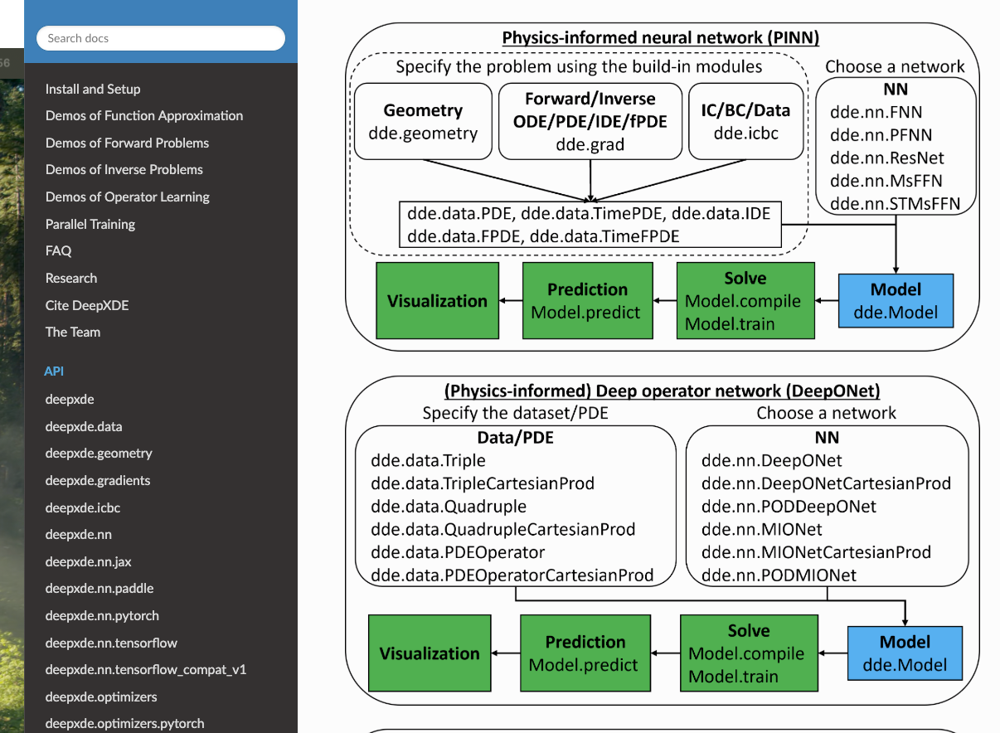 56
Search docs
Install and Setup
Demos of Function Approximation
Demos of Forward Problems
Demos of Inverse Problems
Demos of Operator Learning
Parallel Training
FAQ
Research
Cite DeepXDE
The Team
API
deepxde
deepxde.data
deepxde.geometry
deepxde.gradients
deepxde.icbc
deepxde.nn
deepxde.nn.jax
deepxde.nn.paddle
deepxde.nn.pytorch
deepxde.nn.tensorflow
deepxde.nn.tensorflow_compat_v1
deepxde.optimizers
deepxde.optimizers.pytorch
Physics-informed neural network (PINN)
Specify the problem using the build-in modules
Geometry
dde.geometry
Forward/Inverse
ODE/PDE/IDE/fPDE
dde.grad
IC/BC/Data
dde.icbc
dde.data.PDE, dde.data.TimePDE, dde.data.IDE
dde.data.FPDE, dde.data.TimeFPDE
Choose a network
NN
dde.nn.FNN
dde.nn.PFNN
dde.nn.ResNet
dde.nn.MsFFN
dde.nn.STMsFFN
Visualization
Prediction
Model.predict
Solve
Model.compile
Model.train
Model
dde.Model
(Physics-informed) Deep operator network (DeepONet)
Specify the dataset/PDE
Data/PDE
dde.data.Triple
dde.data.TripleCartesianProd
dde.data.Quadruple
dde.data.QuadrupleCartesianProd
dde.data.PDEOperator
dde.data.PDEOperatorCartesianProd
Choose a network
NN
dde.nn.DeepONet
dde.nn.DeepONetCartesianProd
dde.nn.PODDeepONet
dde.nn.MIONet
dde.nn.MIONetCartesianProd
dde.nn.PODMIONet
Visualization
Prediction
Model.predict
Solve
Model.compile
Model.train
Model
dde.Model